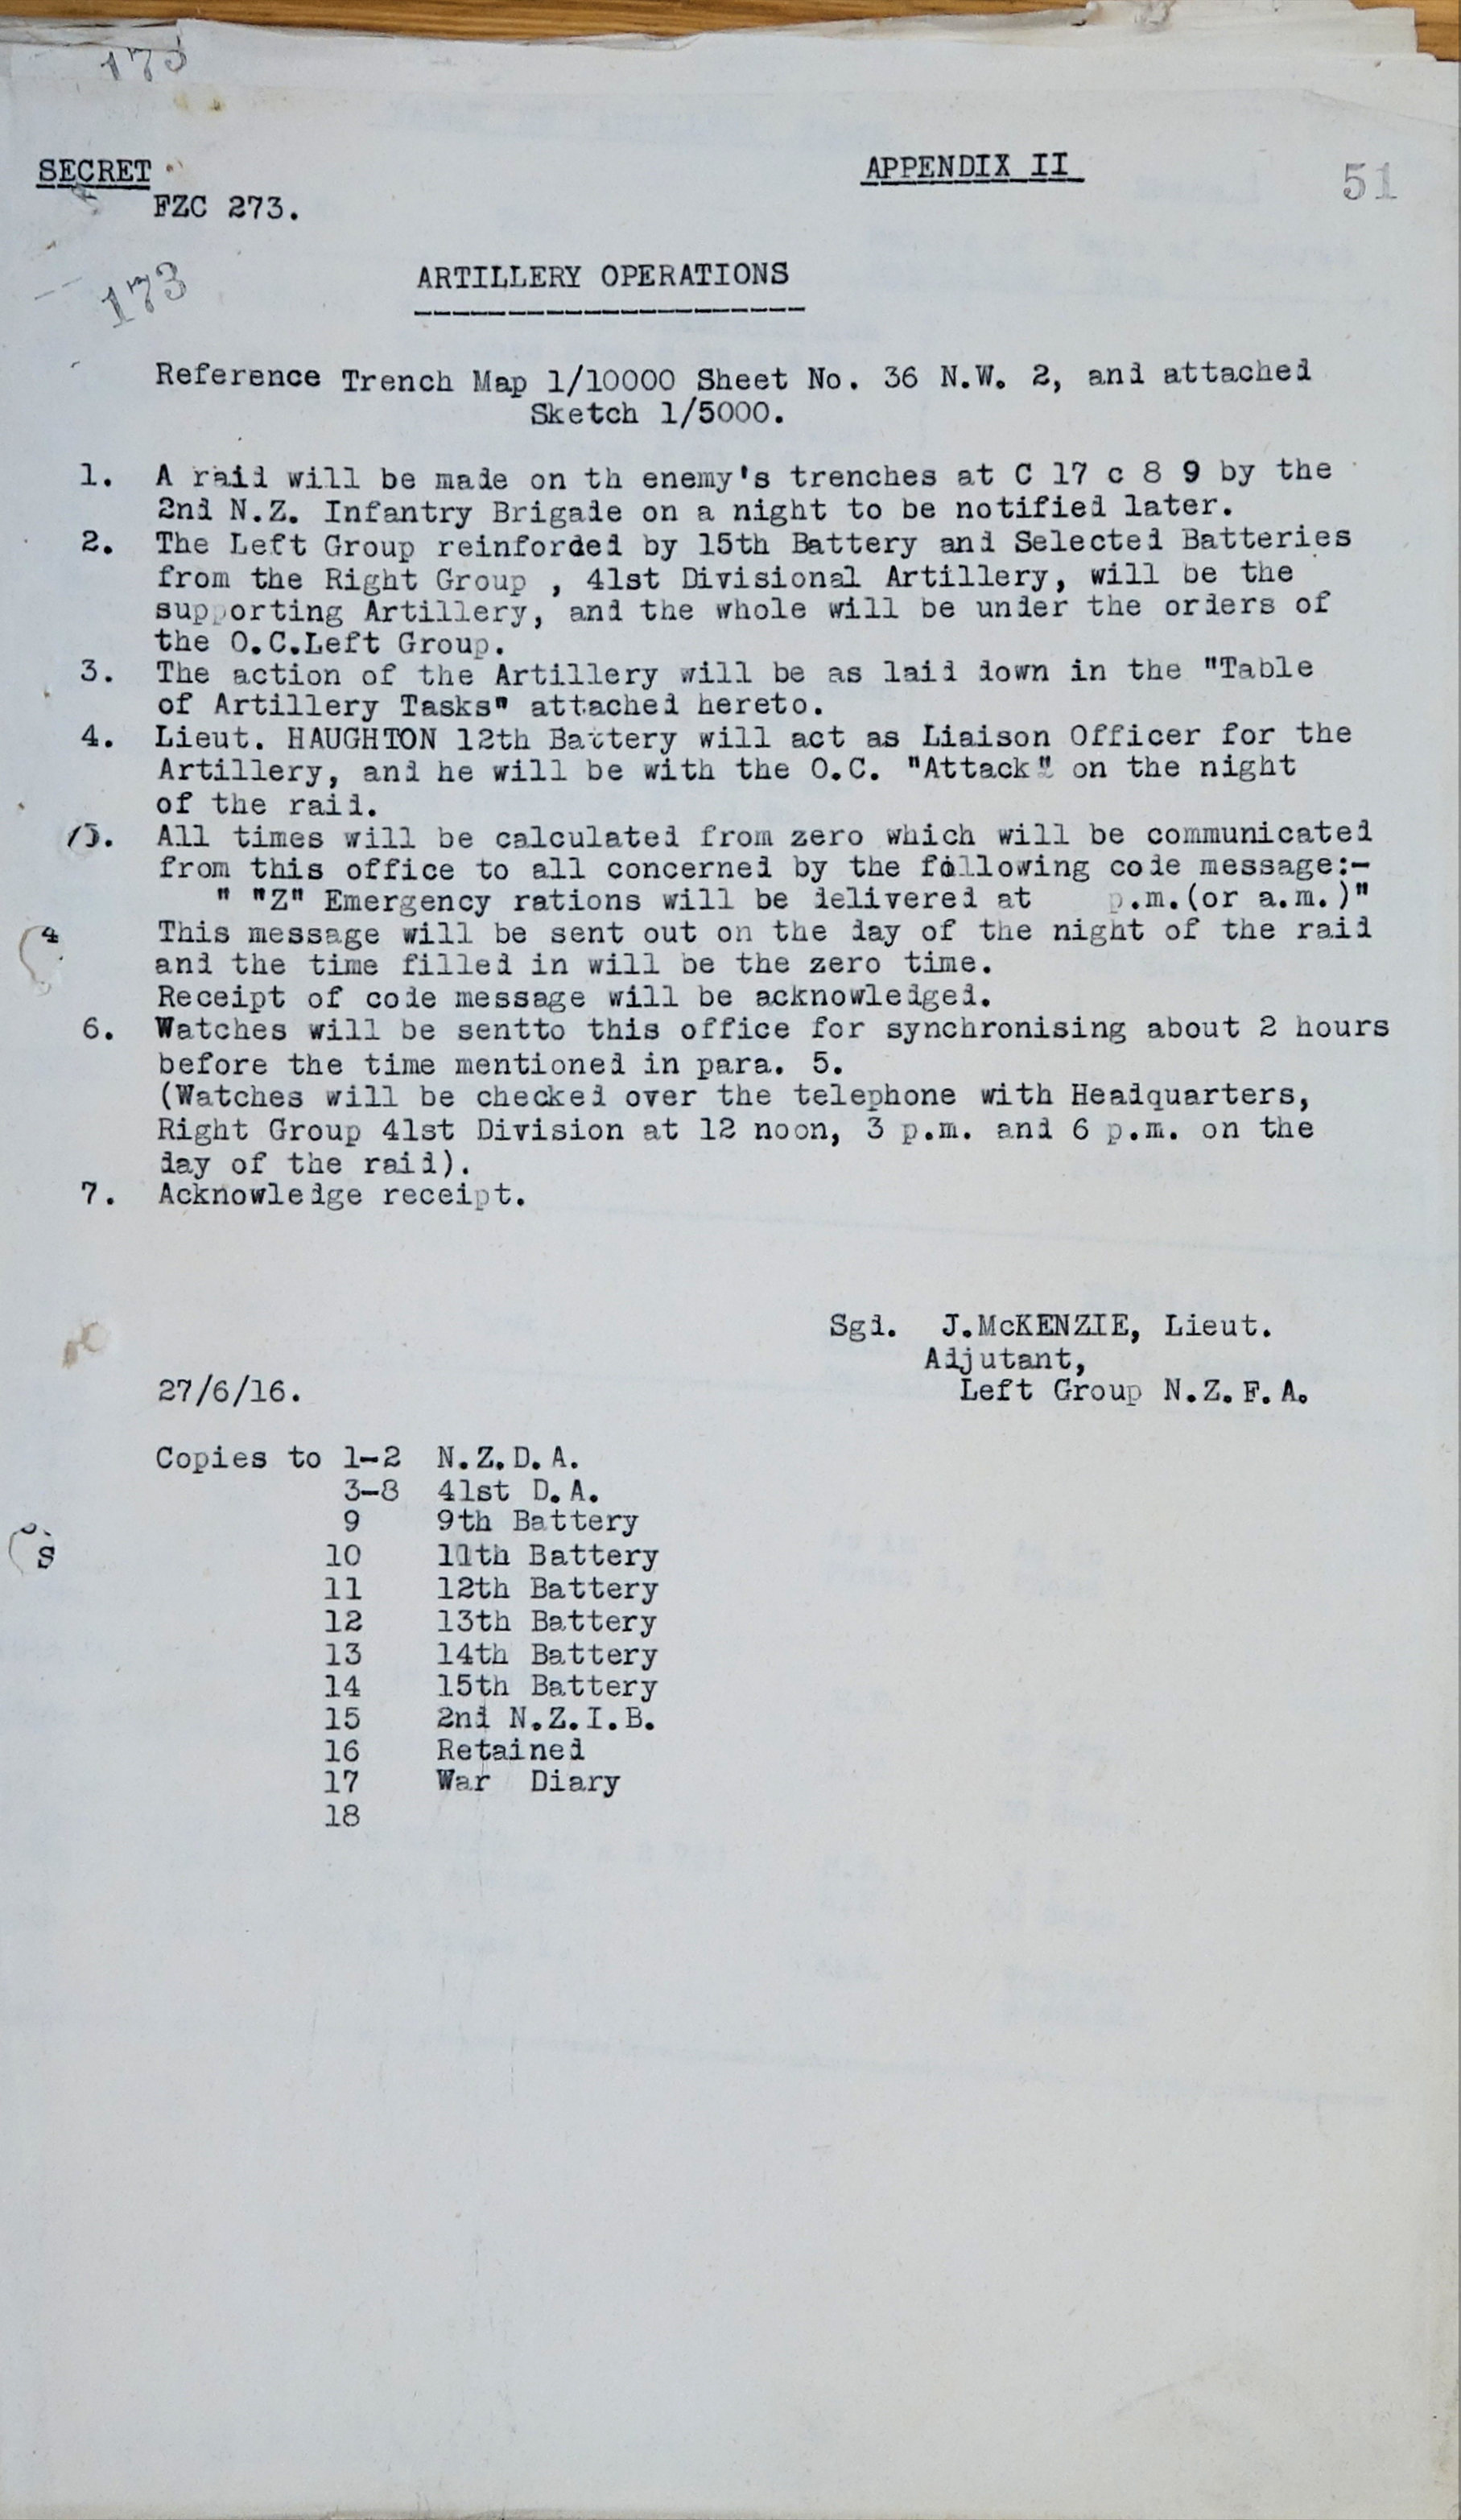 173
SECRET
APPENDIX II
51
FZC 273.
173
ARTILLERY OPERATIONS
Reference Trench Map 1/10000 Sheet No. 36 N.W. 2, and attached
Sketch 1/5000.
1. A raid will be made on th enemy's trenches at C 17 c 8 9 by the
2nd N.Z. Infantry Brigade on a night to be notified later.
2. The Left Group reinforded by 15th Battery and Selected Batteries
from the Right Group , 41st Divisional Artillery, will be the
supporting Artillery, and the whole will be under the orders of
the O.C.Left Group.
3. The action of the Artillery will be as laid down in the "Table
of Artillery Tasks" attached hereto.
4. Lieut. HAUGHTON 12th Battery will act as Liaison Officer for the
Artillery, and he will be with the O.C. "Attack" on the night
of the raid.
5. All times will be calculated from zero which will be communicated
from this office to all concerned by the following code message:-
" "Z" Emergency rations will be delivered at p.m.(or a.m.)"
4
This message will be sent out on the day of the night of the raid
and the time filled in will be the zero time.
Receipt of code message will be acknowledged.
6. Watches will be sentto this office for synchronising about 2 hours
before the time mentioned in para. 5.
(Watches will be checked over the telephone with Headquarters,
Right Group 41st Division at 12 noon, 3 p.m. and 6 p.m. on the
day of the raid).
7. Acknowledge receipt.
Sgd. J.McKENZIE, Lieut.
Adjutant,
27/6/16.
Left Group N.Z.F.A.
Copies to 1-2 N.Z.D.A.
3-8 41st D.A.
9 9th Battery
s
10 11th Battery
11 12th Battery
12 13th Battery
13 14th Battery
14 15th Battery
15 2nd N.Z.I.B.
16 Retained
17 War Diary
18